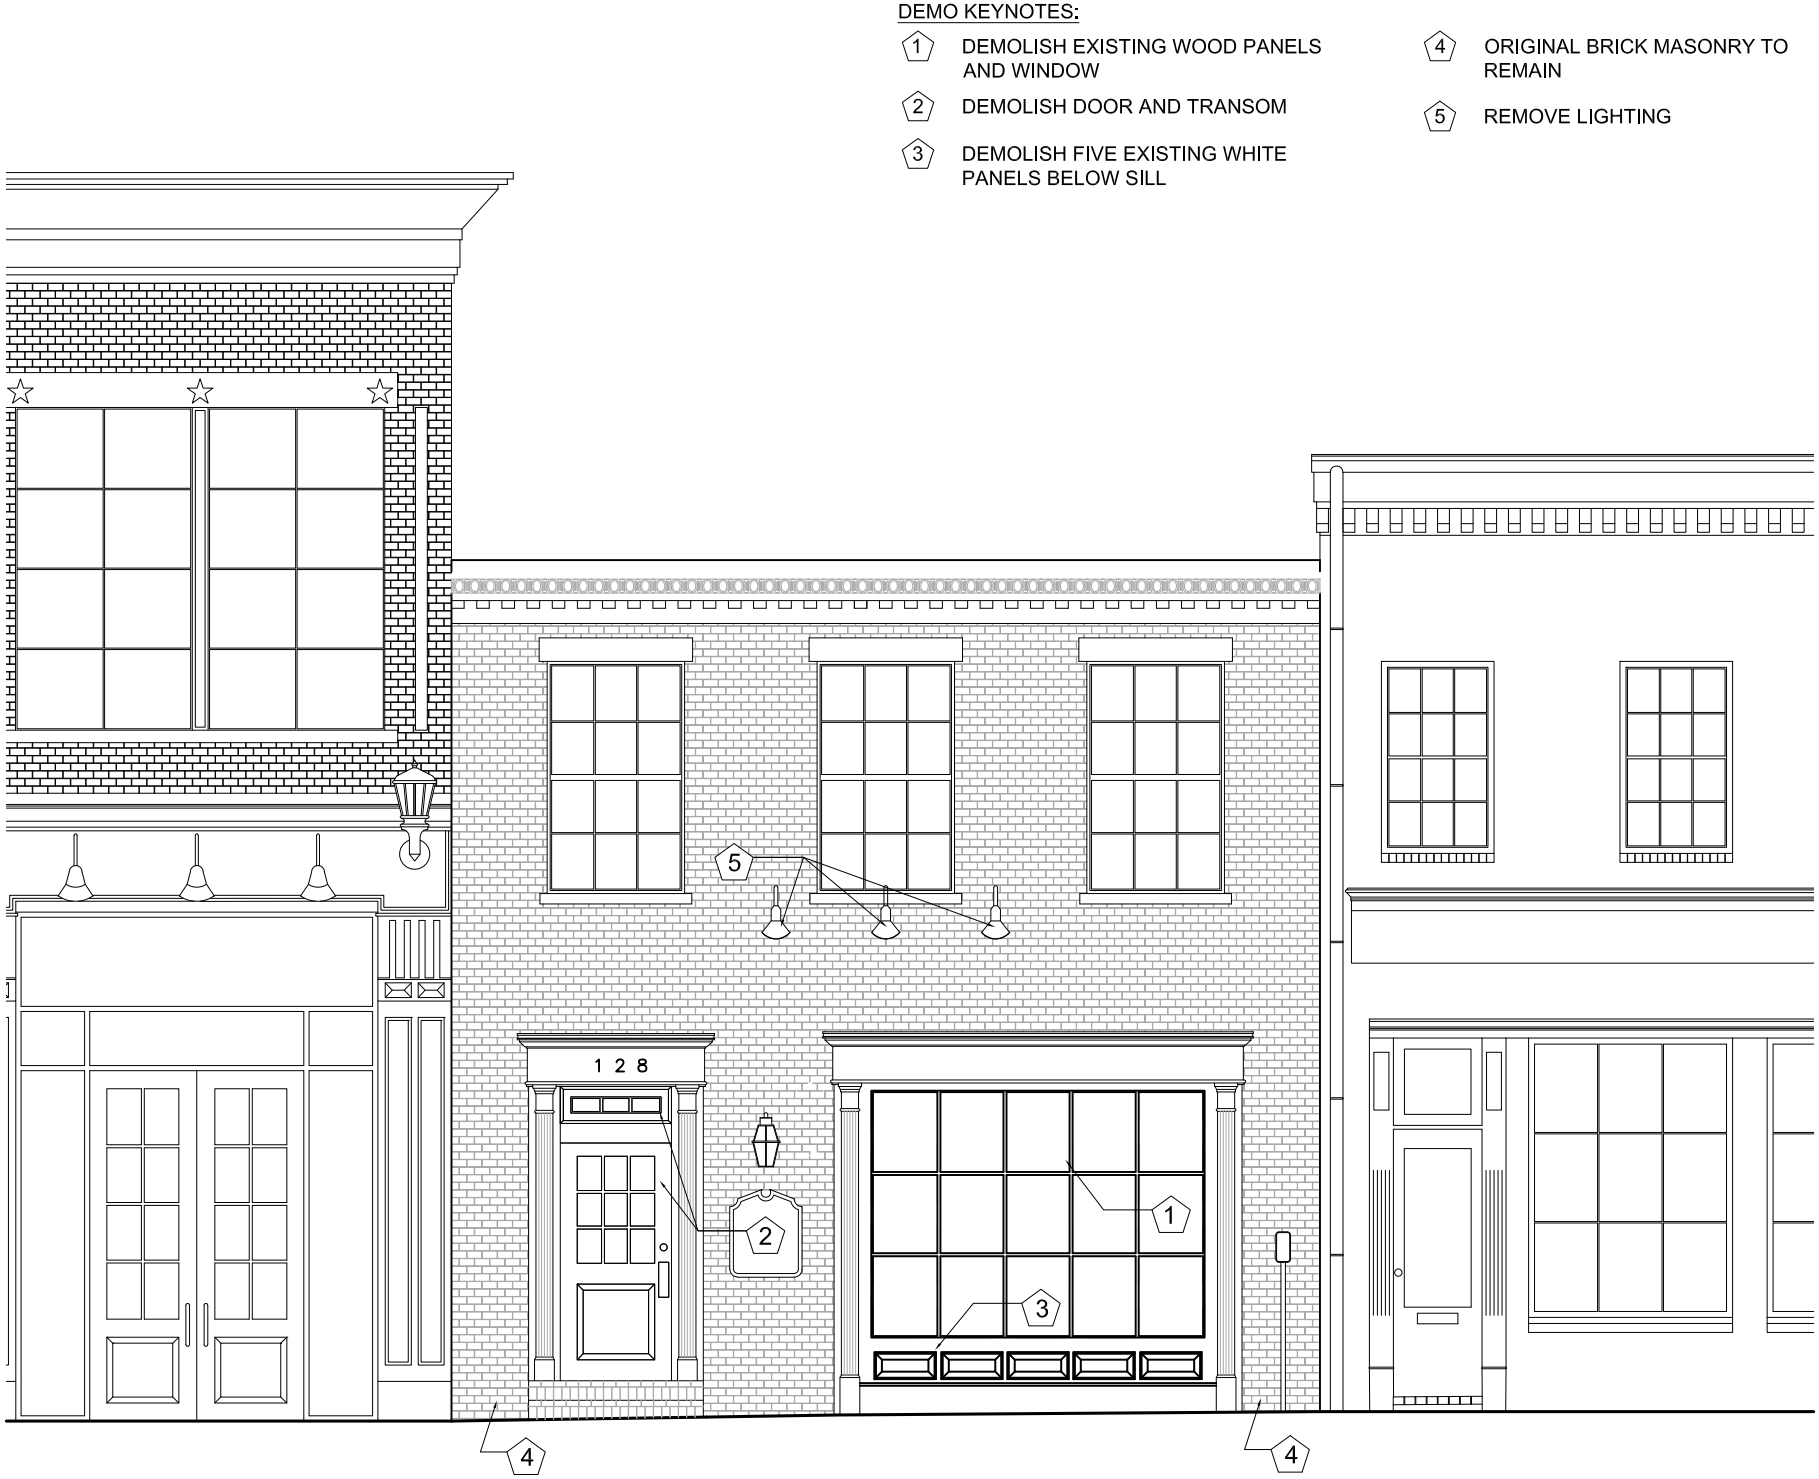 DEMO KEYNOTES:
1 DEMOLISH EXISTING WOOD PANELS
AND WINDOW
2 DEMOLISH DOOR AND TRANSOM
3 DEMOLISH FIVE EXISTING WHITE
PANELS BELOW SILL
4 ORIGINAL BRICK MASONRY TO
REMAIN
5 REMOVE LIGHTING
5
1 2 8
1
2
3
4
4